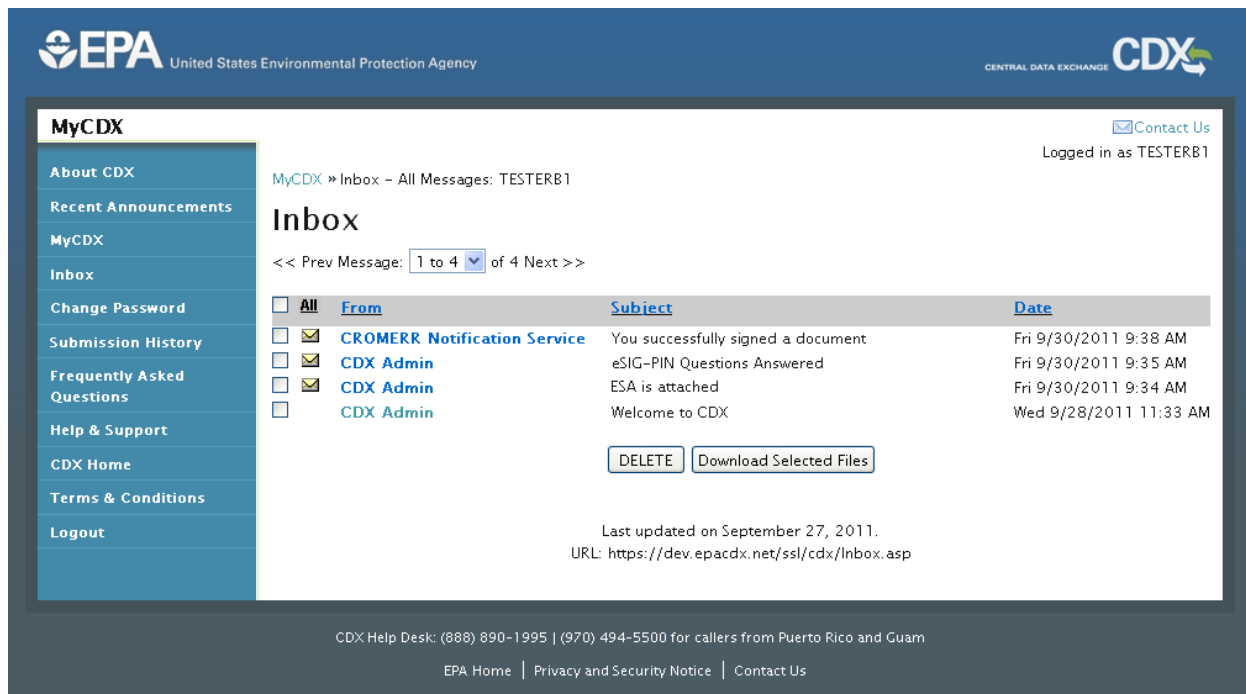 EPA United States Environmental Protection Agency
CENTRAL DATA EXCHANGE CDX
MyCDX
Contact Us
Logged in as TESTERB1
About CDX
Recent Announcements
MyCDX
Inbox
Change Password
Submission History
Frequently Asked
Questions
Help & Support
CDX Home
Terms & Conditions
Logout
MyCDX » Inbox – All Messages: TESTERB1
Inbox
<< Prev Message: 1 to 4 of 4 Next >>
All From Subject Date
CROMERR Notification Service You successfully signed a document Fri 9/30/2011 9:38 AM
CDX Admin eSIG-PIN Questions Answered Fri 9/30/2011 9:35 AM
CDX Admin ESA is attached Fri 9/30/2011 9:34 AM
CDX Admin Welcome to CDX Wed 9/28/2011 11:33 AM
DELETE Download Selected Files
Last updated on September 27, 2011.
URL: https://dev.epacdx.net/ssl/cdx/Inbox.asp
CDX Help Desk: (888) 890-1995 | (970) 494-5500 for callers from Puerto Rico and Guam
EPA Home | Privacy and Security Notice | Contact Us